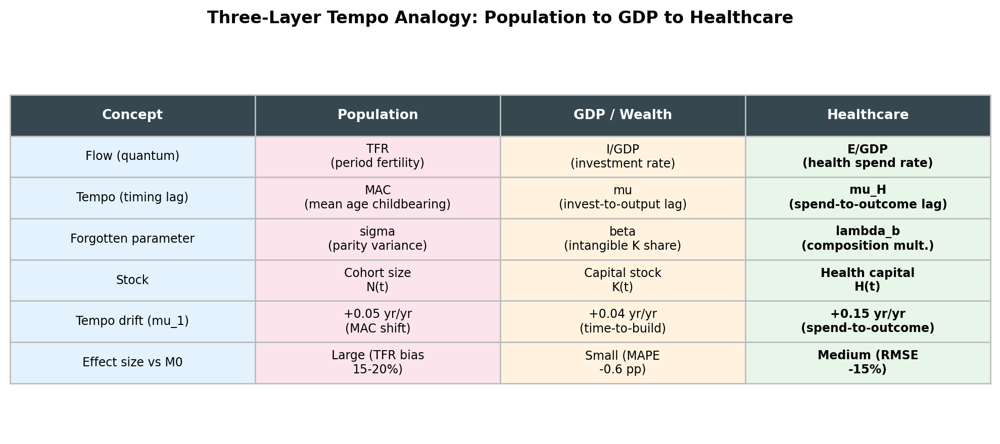 Three-Layer Tempo Analogy: Population to GDP to Healthcare
Concept
Population
GDP / Wealth
Healthcare
Flow (quantum)
TFR
(period fertility)
I/GDP
(investment rate)
E/GDP
(health spend rate)
Tempo (timing lag)
MAC
(mean age childbearing)
mu
(invest-to-output lag)
mu_H
(spend-to-outcome lag)
Forgotten parameter
sigma
(parity variance)
beta
(intangible K share)
lambda_b
(composition mult.)
Stock
Cohort size
N(t)
Capital stock
K(t)
Health capital
H(t)
Tempo drift (mu_1)
+0.05 yr/yr
(MAC shift)
+0.04 yr/yr
(time-to-build)
+0.15 yr/yr
(spend-to-outcome)
Effect size vs M0
Large (TFR bias
15-20%)
Small (MAPE
-0.6 pp)
Medium (RMSE
-15%)